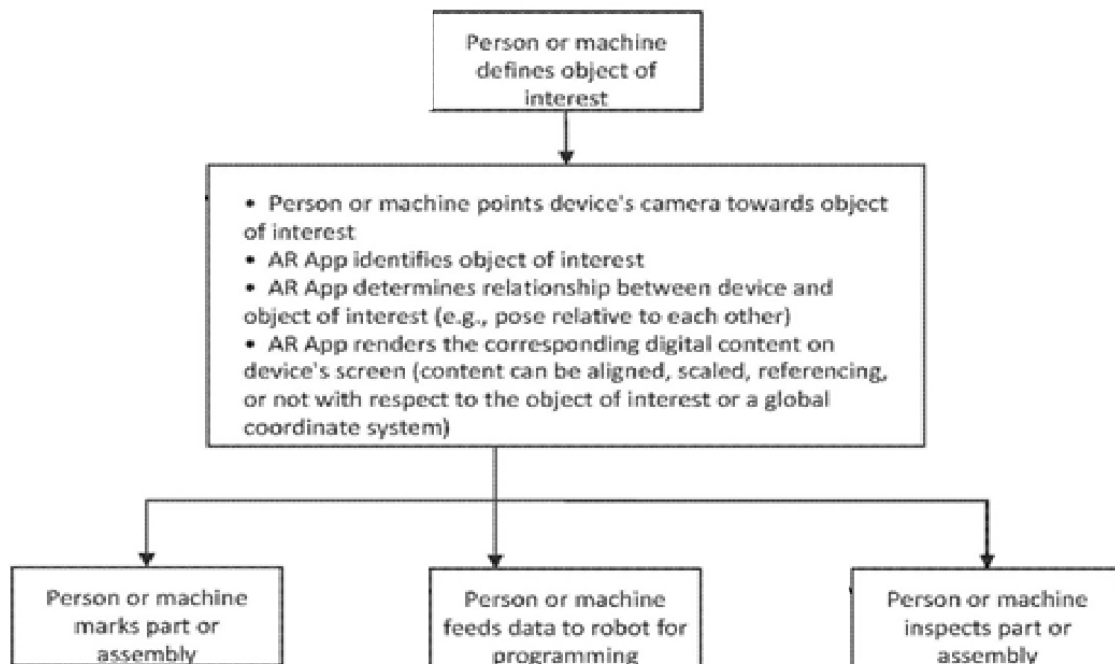 Person or machine
defines object of
interest
• Person or machine points device's camera towards object
of interest
• AR App identifies object of interest
• AR App determines relationship between device and
object of interest (e.g., pose relative to each other)
• AR App renders the corresponding digital content on
device's screen (content can be aligned, scaled, referencing,
or not with respect to the object of interest or a global
coordinate system)
Person or machine
marks part or
assembly
Person or machine
feeds data to robot for
programming
Person or machine
inspects part or
assembly